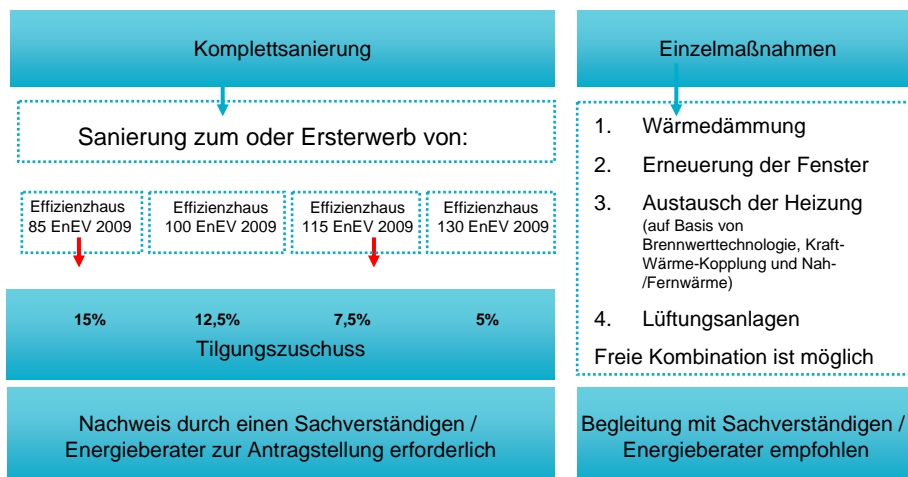 Komplettsanierung
Sanierung zum oder Ersterwerb von:
Effizienzhaus
85 EnEV 2009
Effizienzhaus
100 EnEV 2009
Effizienzhaus
115 EnEV 2009
Effizienzhaus
130 EnEV 2009
15% 12,5% 7,5% 5%
Tilgungszuschuss
Nachweis durch einen Sachverständigen /
Energieberater zur Antragstellung erforderlich
Einzelmaßnahmen
1. Wärmedämmung
2. Erneuerung der Fenster
3. Austausch der Heizung
(auf Basis von
Brennwerttechnologie, Kraft-
Wärme-Kopplung und Nah-
/Fernwärme)
4. Lüftungsanlagen
Freie Kombination ist möglich
Begleitung mit Sachverständigen /
Energieberater empfohlen